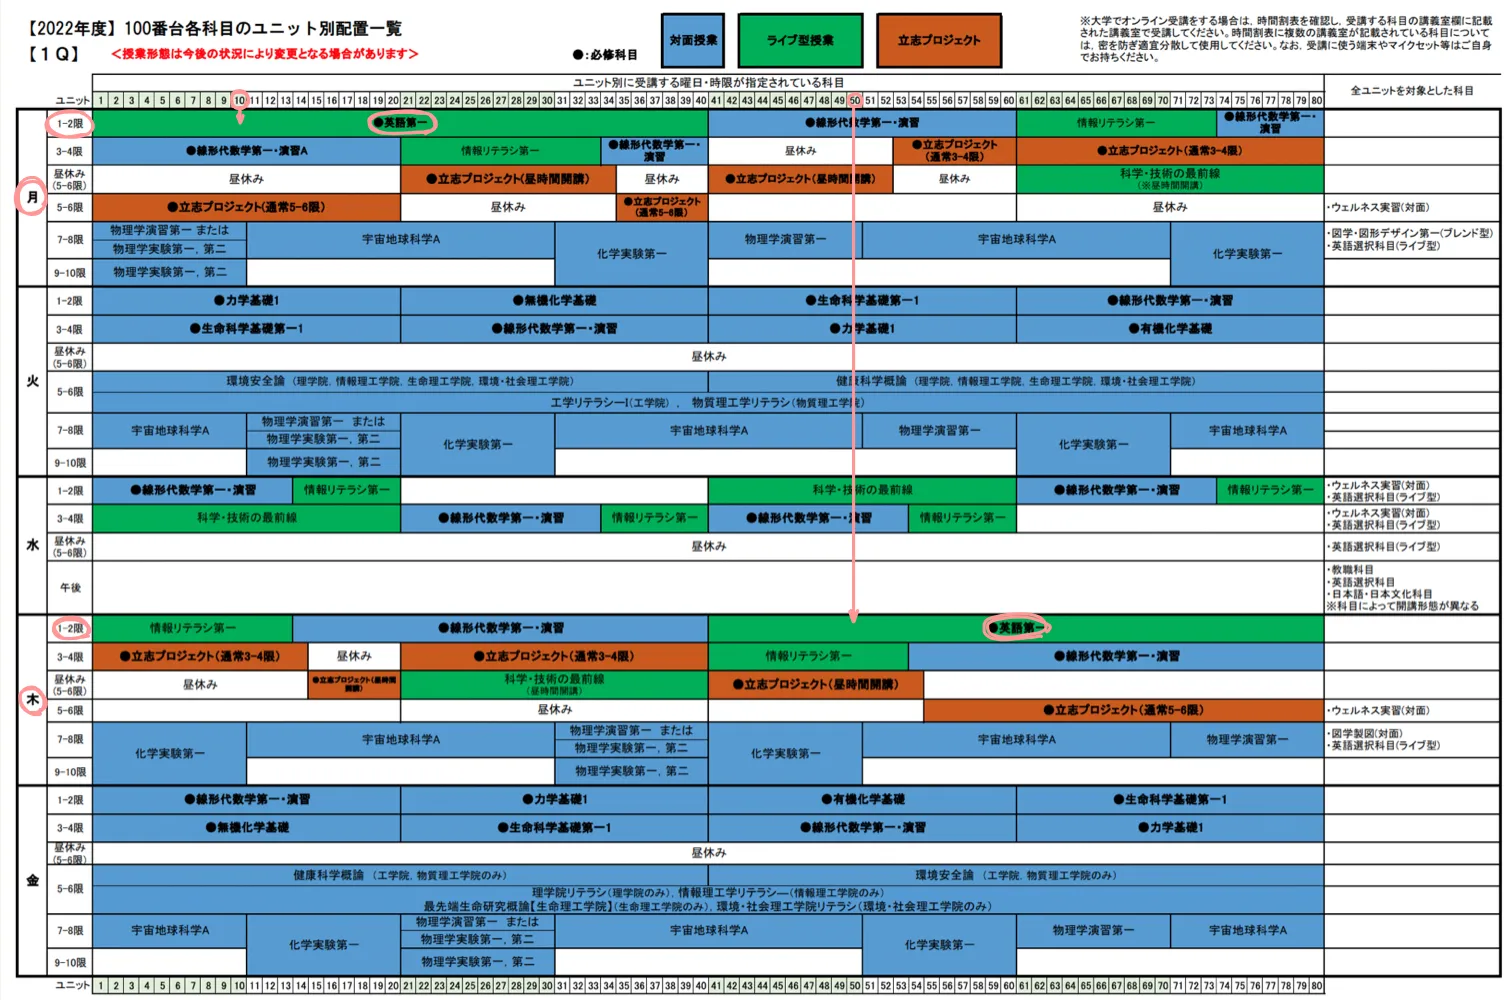 【2022年度】 100番台各科目のユニット別配置一覧
【１Ｑ】 ＜授業形態は今後の状況により変更となる場合があります＞
●：必修科目
対面授業
ライブ型授業
立志プロジェクト
※大学でオンライン受講をする場合は、時間割表を確認し、受講する科目の講義室欄に記載
された講義室で受講してください。時間割表に複数の講義室が記載されている科目について
は、密を防ぎ適宜分散して使用してください。なお、受講に使う端末やマイクセット等はご自身
でお持ちください。
ユニット別に受講する曜日・時限が指定されている科目
全ユニットを対象とした科目
ユニット 1 2 3 4 5 6 7 8 9 10 11 12 13 14 15 16 17 18 19 20 21 22 23 24 25 26 27 28 29 30 31 32 33 34 35 36 37 38 39 40 41 42 43 44 45 46 47 48 49 50 51 52 53 54 55 56 57 58 59 60 61 62 63 64 65 66 67 68 69 70 71 72 73 74 75 76 77 78 79 80
月
1-2限 ●英語第一 ●線形代数学第一・演習 情報リテラシ第一 ●線形代数学第一・
演習
3-4限 ●線形代数学第一・演習A 情報リテラシ第一 ●線形代数学第一・
演習 昼休み ●立志プロジェクト
(通常3-4限) ●立志プロジェクト(通常3-4限)
昼休み
(5-6限) 昼休み ●立志プロジェクト(昼時間開講) 昼休み ●立志プロジェクト(昼時間開講) 昼休み 科学・技術の最前線
(※昼時間開講)
5-6限 ●立志プロジェクト(通常5-6限) 昼休み ●立志プロジェクト
(通常5-6限) 昼休み ・ウェルネス実習(対面)
7-8限 物理学演習第一 または
物理学実験第一，第二 宇宙地球科学A 化学実験第一 物理学演習第一 宇宙地球科学A 化学実験第一 ・図学・図形デザイン第一(ブレンド型)
・英語選択科目(ライブ型)
9-10限 物理学実験第一，第二
火
1-2限 ●力学基礎1 ●無機化学基礎 ●生命科学基礎第一1 ●線形代数学第一・演習
3-4限 ●生命科学基礎第一1 ●線形代数学第一・演習 ●力学基礎1 ●有機化学基礎
昼休み
(5-6限) 昼休み
5-6限 環境安全論 (理学院，情報理工学院，生命理工学院，環境・社会理工学院) 健康科学概論 (理学院，情報理工学院，生命理工学院，環境・社会理工学院)
工学リテラシーⅠ(工学院) ， 物質理工学リテラシ(物質理工学院)
7-8限 宇宙地球科学A 物理学演習第一 または
物理学実験第一，第二 化学実験第一 宇宙地球科学A 物理学演習第一 化学実験第一 宇宙地球科学A
9-10限 物理学実験第一，第二
水
1-2限 ●線形代数学第一・演習 情報リテラシ第一 科学・技術の最前線 ●線形代数学第一・演習 情報リテラシ第一 ・ウェルネス実習(対面)
・英語選択科目(ライブ型)
3-4限 科学・技術の最前線 ●線形代数学第一・演習 情報リテラシ第一 ●線形代数学第一・演習 情報リテラシ第一 ・ウェルネス実習(対面)
・英語選択科目(ライブ型)
昼休み
(5-6限) 昼休み ・英語選択科目(ライブ型)
午後 ・教職科目
・英語選択科目
・日本語・日本文化科目
※科目によって開講形態が異なる
木
1-2限 情報リテラシ第一 ●線形代数学第一・演習 ●英語第一
3-4限 ●立志プロジェクト(通常3-4限) 昼休み ●立志プロジェクト(通常3-4限) 情報リテラシ第一 ●線形代数学第一・演習
昼休み
(5-6限) 昼休み ●立志プロジェクト(昼時間
開講) 科学・技術の最前線
(昼時間開講) ●立志プロジェクト(昼時間開講)
5-6限 昼休み ●立志プロジェクト(通常5-6限) ・ウェルネス実習(対面)
7-8限 化学実験第一 宇宙地球科学A 物理学演習第一 または
物理学実験第一，第二 化学実験第一 宇宙地球科学A 物理学演習第一 ・図学製図(対面)
・英語選択科目(ライブ型)
9-10限 物理学実験第一，第二
金
1-2限 ●線形代数学第一・演習 ●力学基礎1 ●有機化学基礎 ●生命科学基礎第一1
3-4限 ●無機化学基礎 ●生命科学基礎第一1 ●線形代数学第一・演習 ●力学基礎1
昼休み
(5-6限) 昼休み
5-6限 健康科学概論 (工学院，物質理工学院のみ) 環境安全論 (工学院，物質理工学院のみ)
理学院リテラシ(理学院のみ)，情報理工学リテラシー(情報理工学院のみ)
最先端生命研究概論【生命理工学院】(生命理工学院のみ)，環境・社会理工学院リテラシ(環境・社会理工学院のみ)
7-8限 宇宙地球科学A 化学実験第一 物理学演習第一 または
物理学実験第一，第二 宇宙地球科学A 化学実験第一 物理学演習第一 宇宙地球科学A
9-10限 物理学実験第一，第二
ユニット 1 2 3 4 5 6 7 8 9 10 11 12 13 14 15 16 17 18 19 20 21 22 23 24 25 26 27 28 29 30 31 32 33 34 35 36 37 38 39 40 41 42 43 44 45 46 47 48 49 50 51 52 53 54 55 56 57 58 59 60 61 62 63 64 65 66 67 68 69 70 71 72 73 74 75 76 77 78 79 80